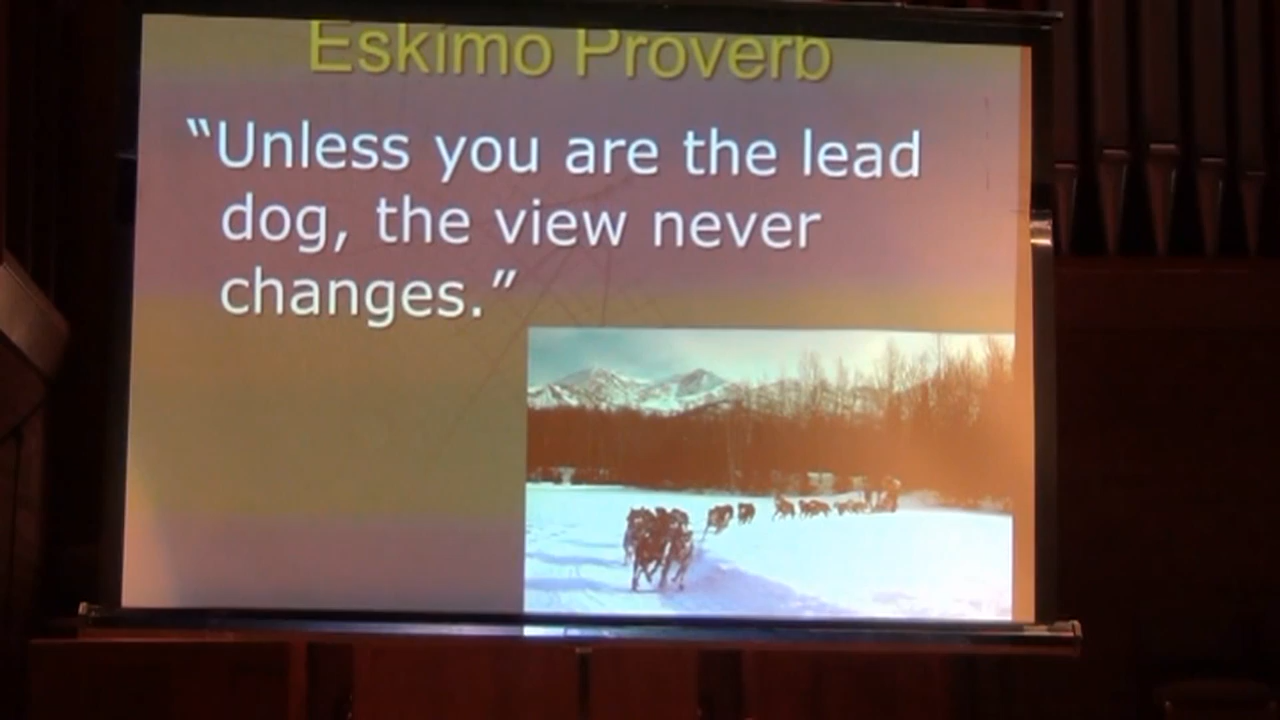 Eskimo Proverb
“Unless you are the lead
dog, the view never
changes.”